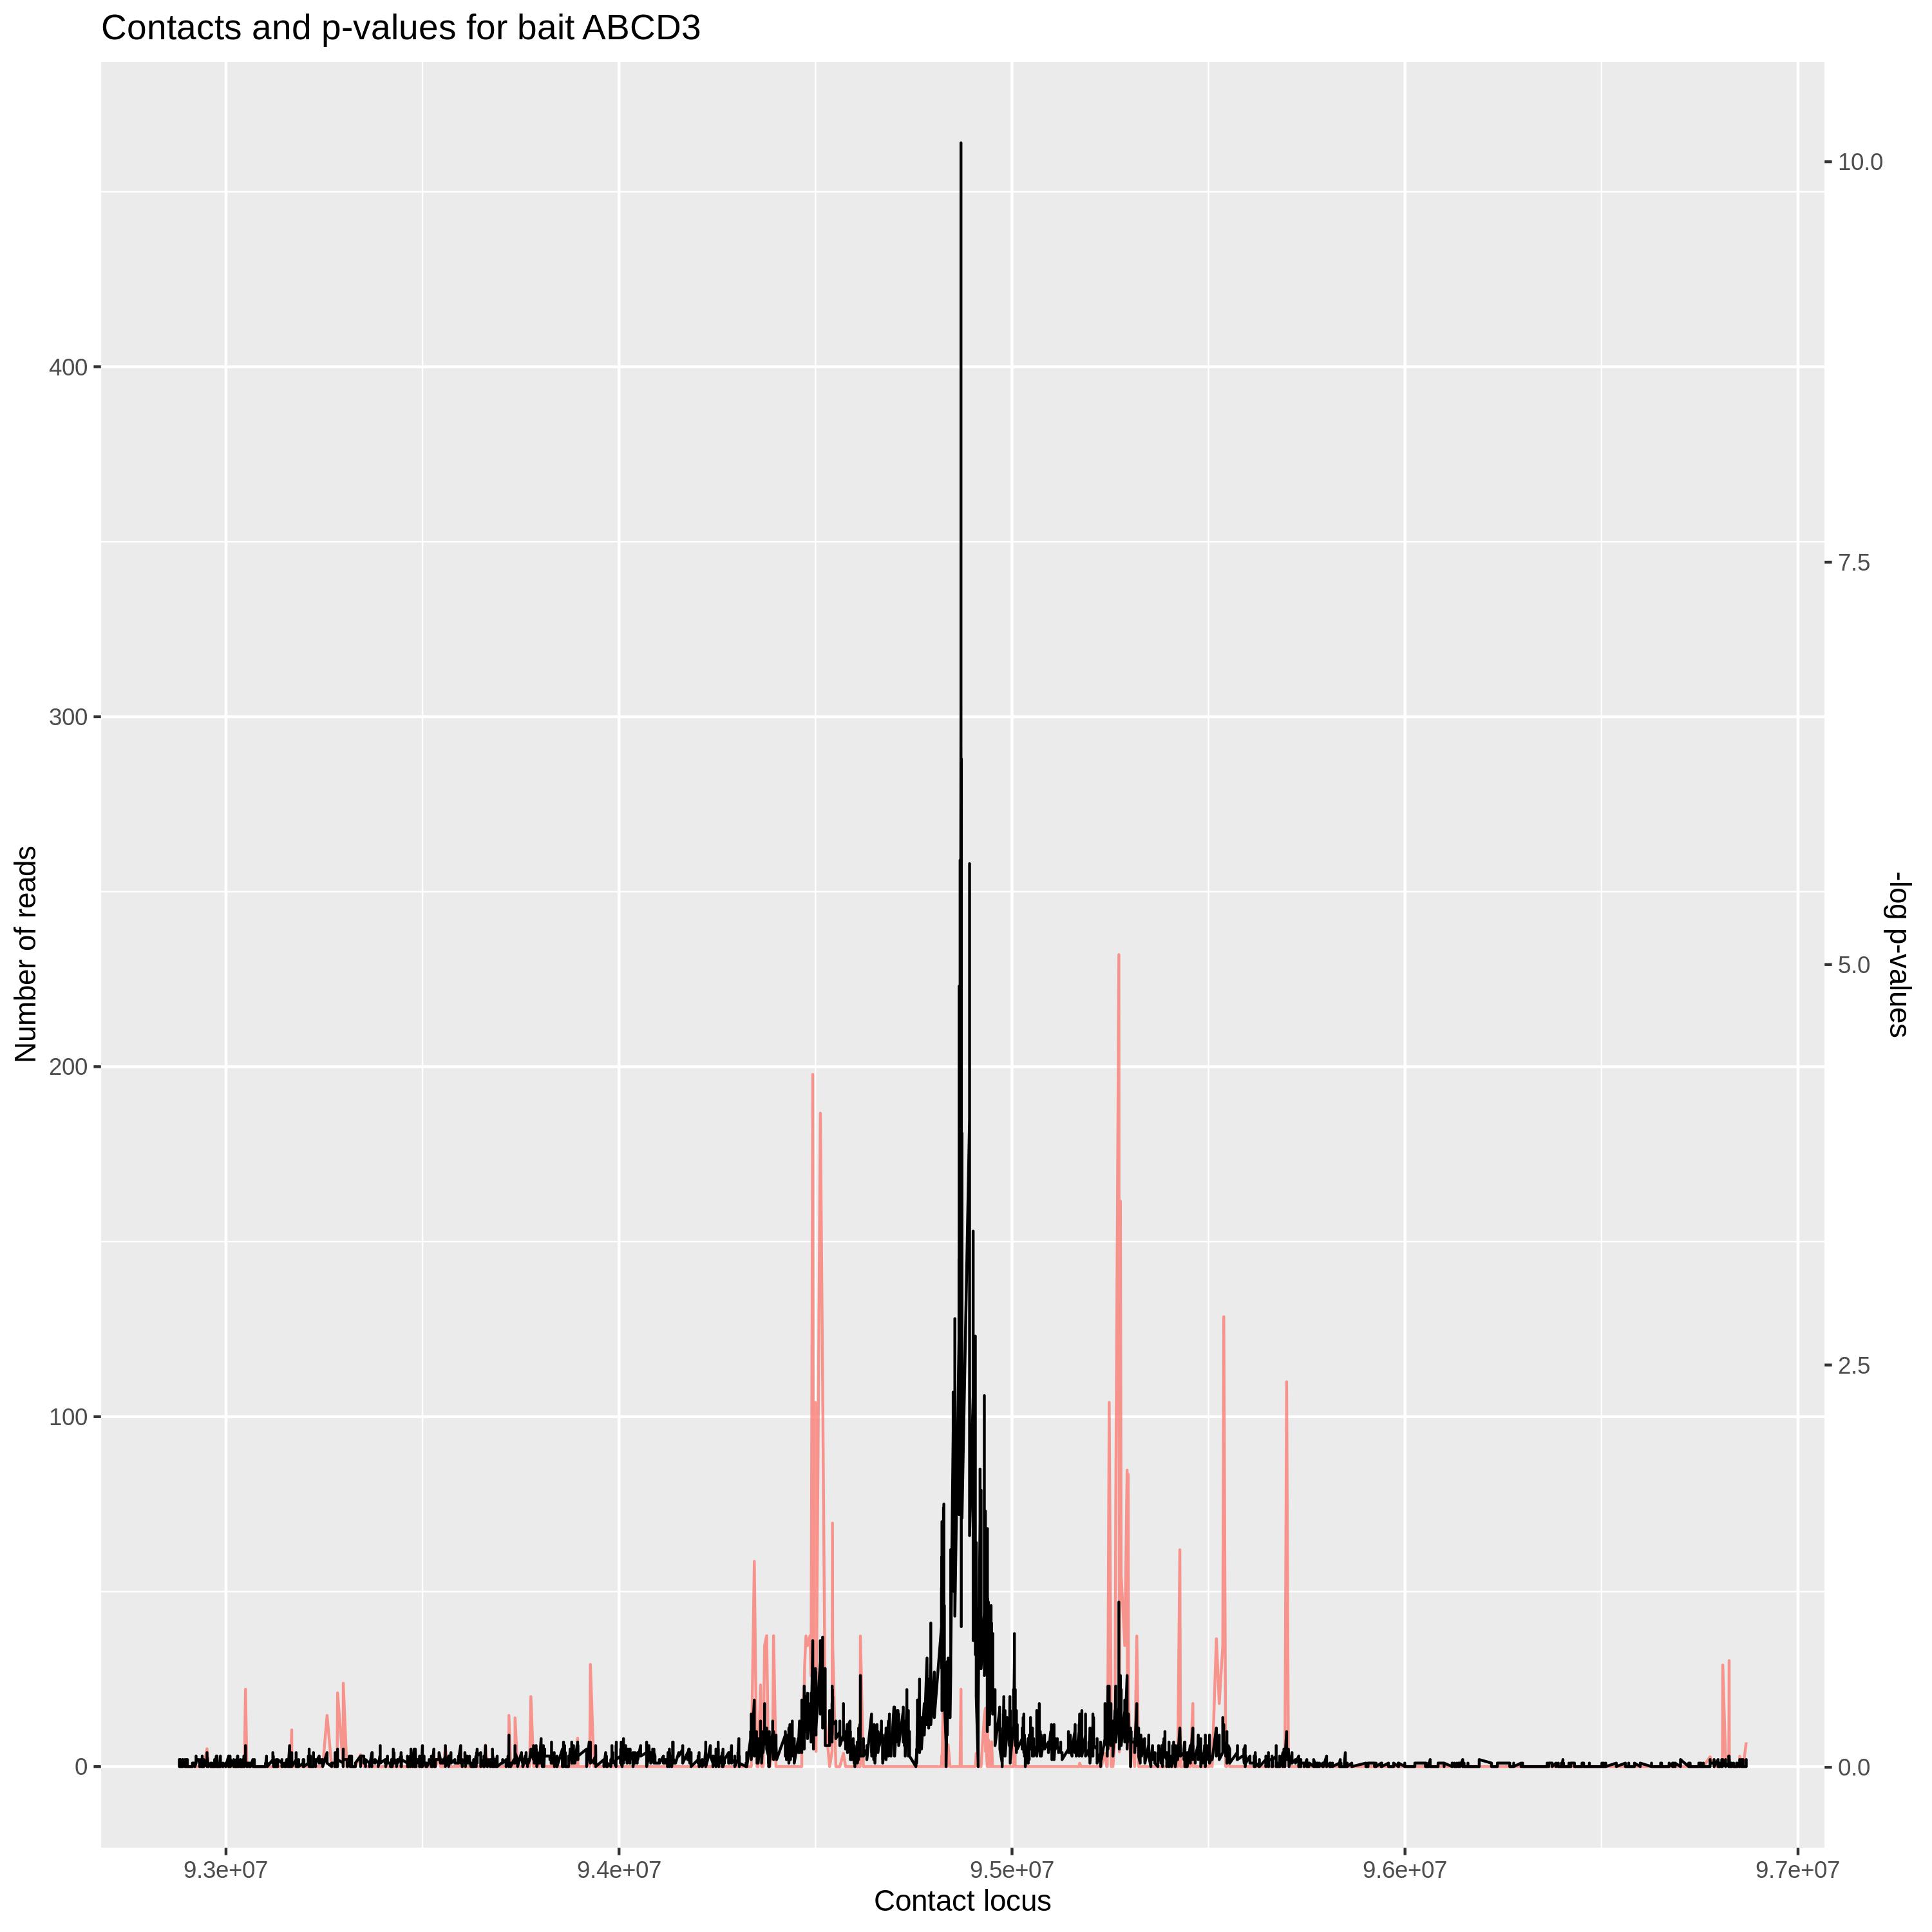 Contacts and p-values for bait ABCD3
Number of reads
400
300
200
100
0
10.0
7.5
5.0
2.5
0.0
-log p-values
9.3e+07
9.4e+07
9.5e+07
9.6e+07
9.7e+07
Contact locus